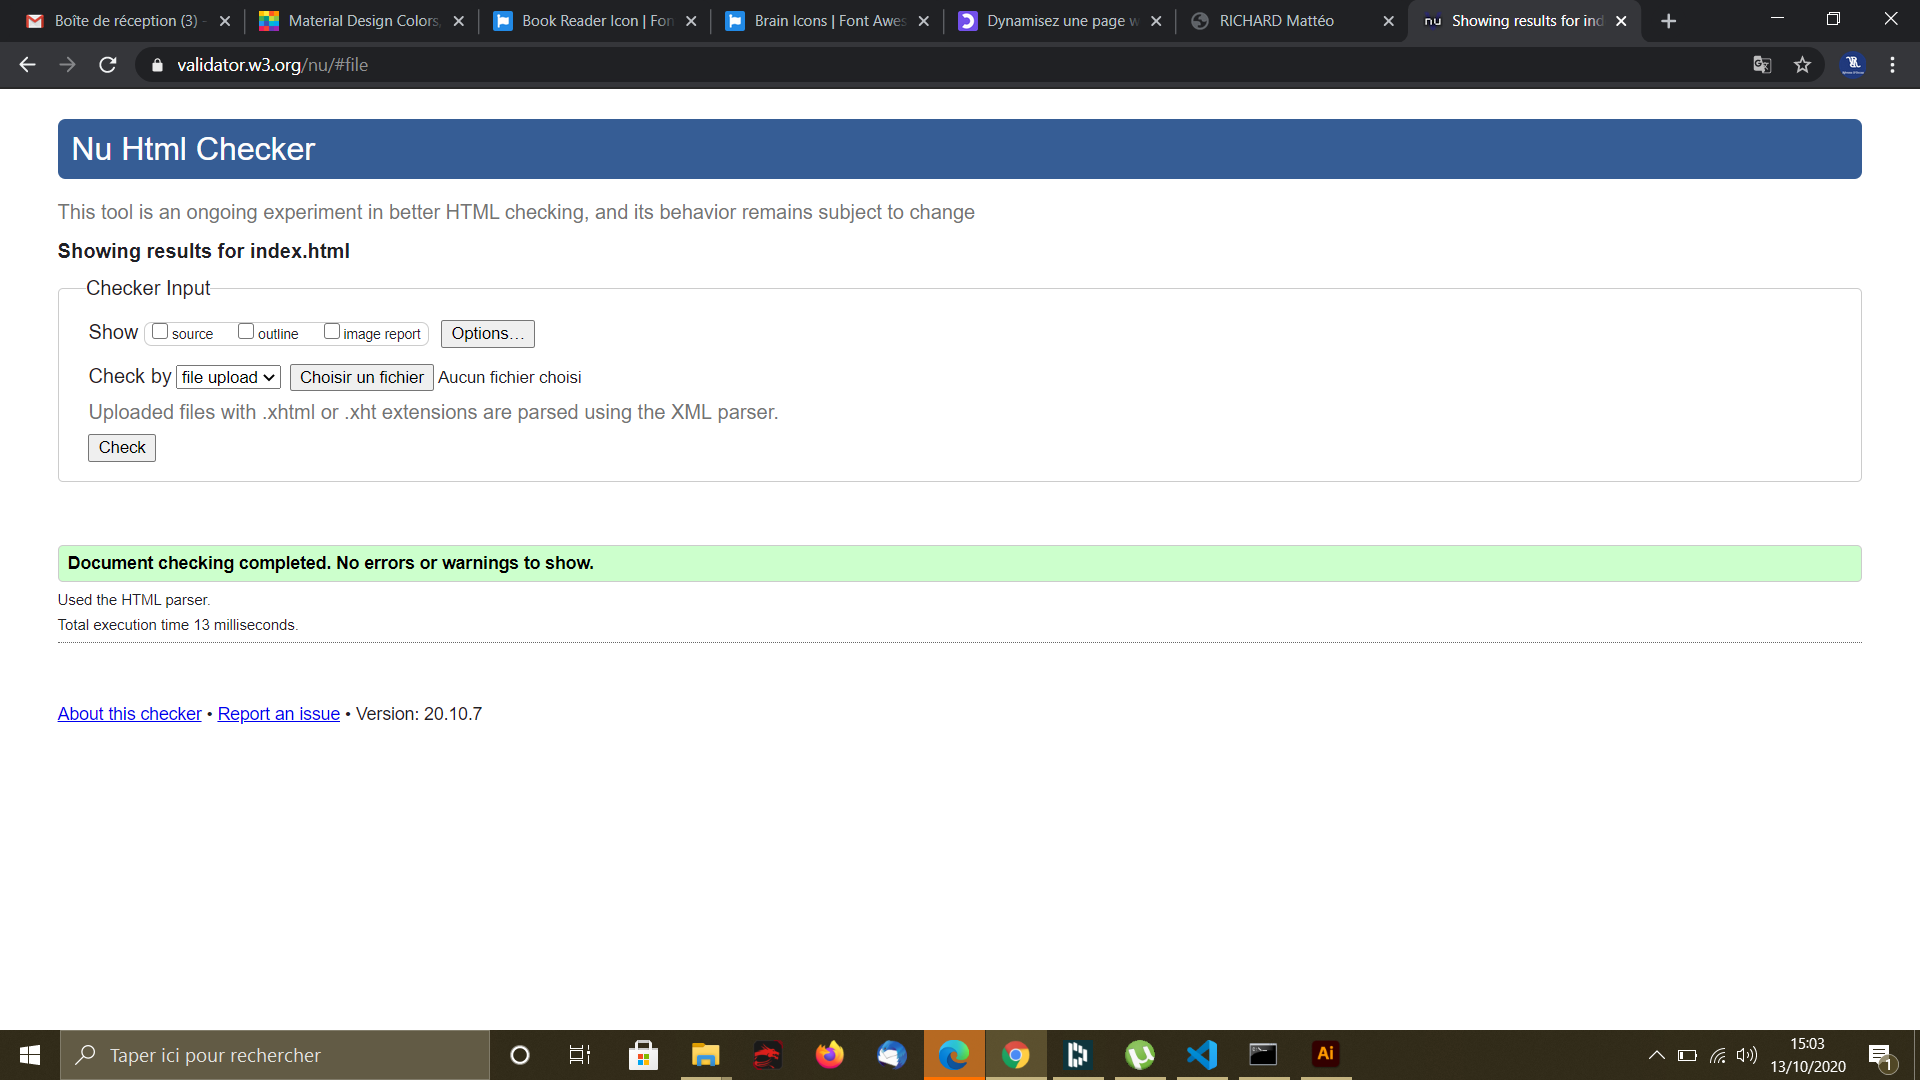 Boîte de réception (3) -
Material Design Colors,
Book Reader Icon | Fon
Brain Icons | Font Awes
Dynamisez une page w
RICHARD Mattéo
nu
Showing results for ind
validator.w3.org/nu/#file
Nu Html Checker
This tool is an ongoing experiment in better HTML checking, and its behavior remains subject to change
Showing results for index.html
Checker Input
Show source outline image report Options...
Check by file upload Choisir un fichier Aucun fichier choisi
Uploaded files with .xhtml or .xht extensions are parsed using the XML parser.
Check
Document checking completed. No errors or warnings to show.
Used the HTML parser.
Total execution time 13 milliseconds.
About this checker • Report an issue • Version: 20.10.7
Taper ici pour rechercher
Ai
15:03
13/10/2020
1